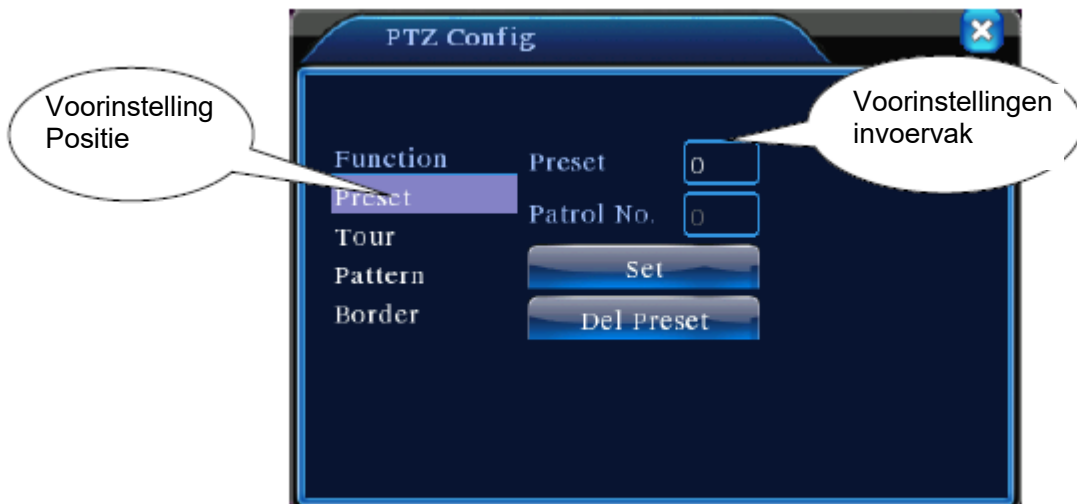 PTZ Config
Voorinstelling
Positie
Voorinstellingen
invoervak
Function
Preset
Tour
Pattern
Border
Preset
0
Patrol No.
0
Set
Del Preset